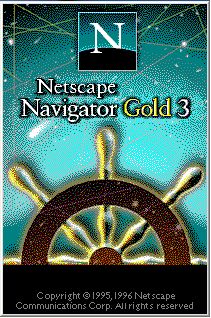 N
Netscape
Navigator Gold 3
Copyright ©1995,1996 Netscape
Communications Corp. All rights reserved